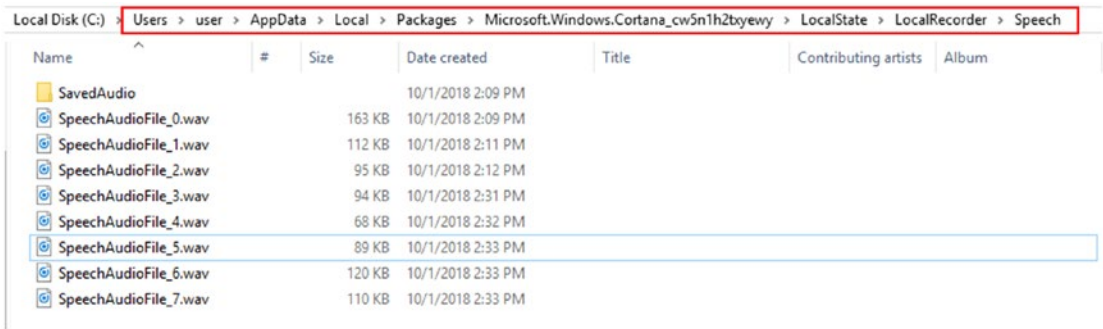 Local Disk (C:) > Users > user > AppData > Local > Packages > Microsoft.Windows.Cortana_cw5n1h2txyewy > LocalState > LocalRecorder > Speech
Name # Size Date created Title Contributing artists Album
SavedAudio 10/1/2018 2:09 PM
SpeechAudioFile_0.wav 163 KB 10/1/2018 2:09 PM
SpeechAudioFile_1.wav 112 KB 10/1/2018 2:11 PM
SpeechAudioFile_2.wav 95 KB 10/1/2018 2:12 PM
SpeechAudioFile_3.wav 94 KB 10/1/2018 2:31 PM
SpeechAudioFile_4.wav 68 KB 10/1/2018 2:32 PM
SpeechAudioFile_5.wav 89 KB 10/1/2018 2:33 PM
SpeechAudioFile_6.wav 120 KB 10/1/2018 2:33 PM
SpeechAudioFile_7.wav 110 KB 10/1/2018 2:33 PM